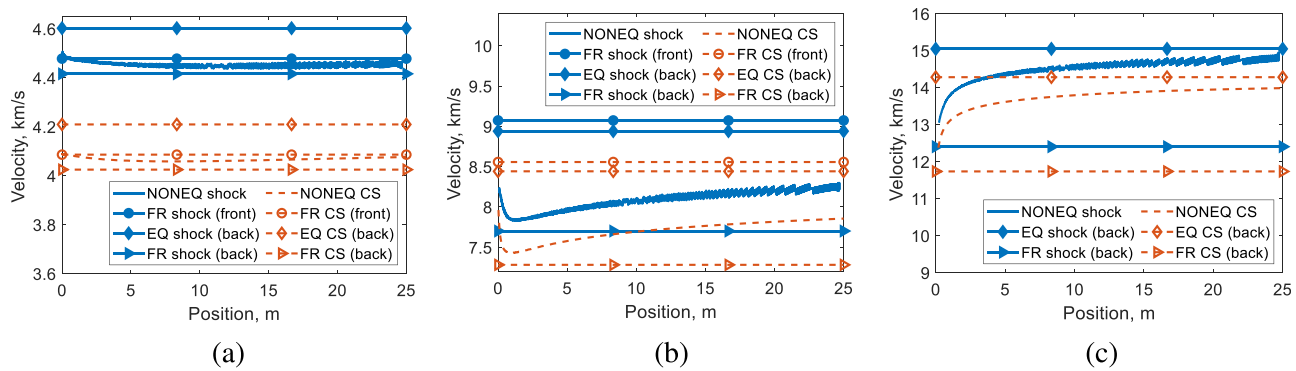 Velocity, km/s
4.6
4.4
4.2
4
3.8
3.6
NONEQ shock
NONEQ CS
FR shock (front)
FR CS (front)
EQ shock (back)
EQ CS (back)
FR shock (back)
FR CS (back)
0
5
10
15
20
25
Position, m
(a)
Velocity, km/s
10
9.5
9
8.5
8
7.5
NONEQ shock
NONEQ CS
FR shock (front)
FR CS (front)
EQ shock (back)
EQ CS (back)
FR shock (back)
FR CS (back)
0
5
10
15
20
25
Position, m
(b)
Velocity, km/s
16
15
14
13
12
11
10
9
NONEQ shock
NONEQ CS
EQ shock (back)
EQ CS (back)
FR shock (back)
FR CS (back)
0
5
10
15
20
25
Position, m
(c)